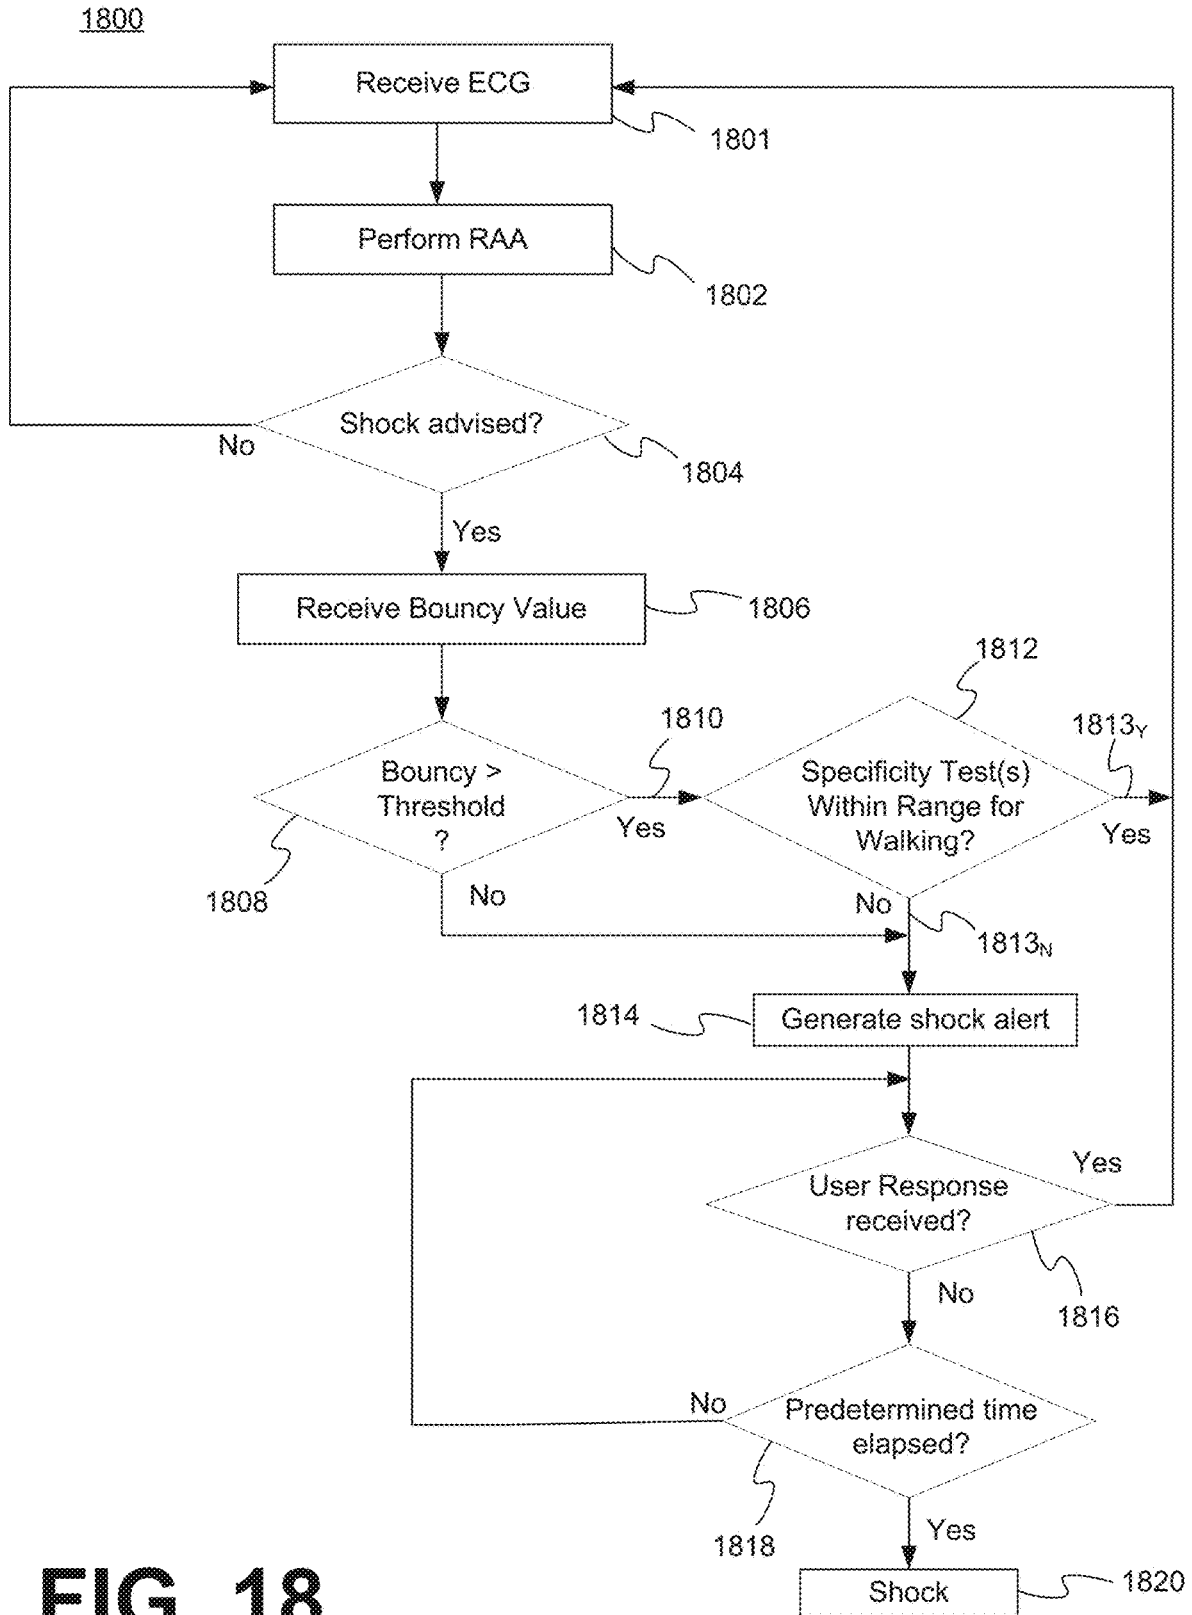 1800
Receive ECG
1801
Perform RAA
1802
Shock advised?
No
1804
Yes
Receive Bouncy Value
1806
1812
1810
1813Y
Bouncy >
Threshold
?
Yes
Specificity Test(s)
Within Range for
Walking?
Yes
1808
No
No
1813N
1814
Generate shock alert
Yes
User Response
received?
No
1816
No
Predetermined time
elapsed?
1818
Yes
Shock
1820
FIG. 18